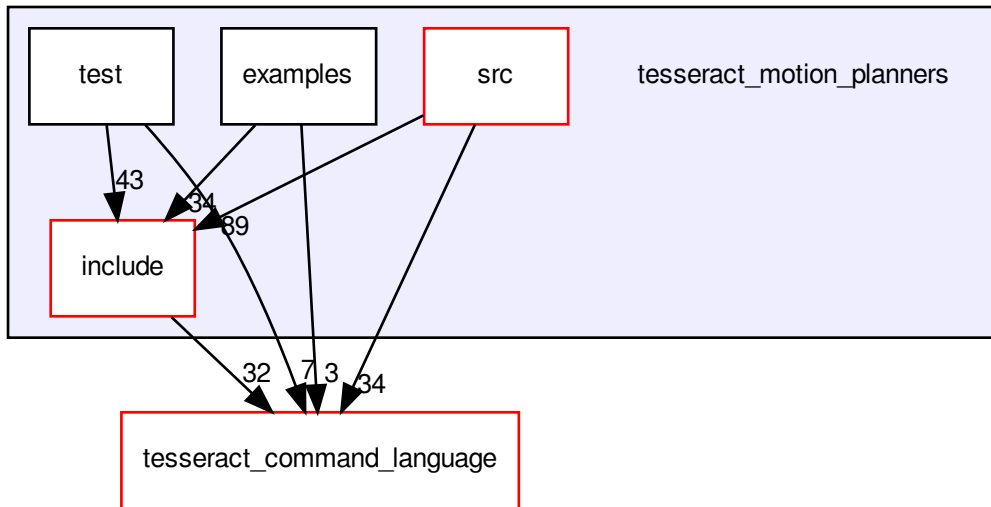 test
examples
src
tesseract_motion_planners
43
34
89
include
32
7
3
34
tesseract_command_language